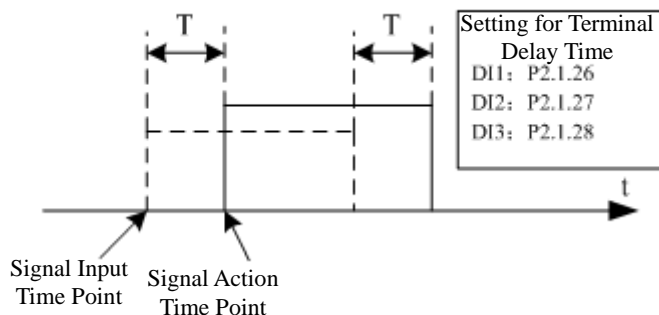 T
T
Setting for Terminal
Delay Time
DI1: P2.1.26
DI2: P2.1.27
DI3: P2.1.28
t
Signal Input
Time Point
Signal Action
Time Point